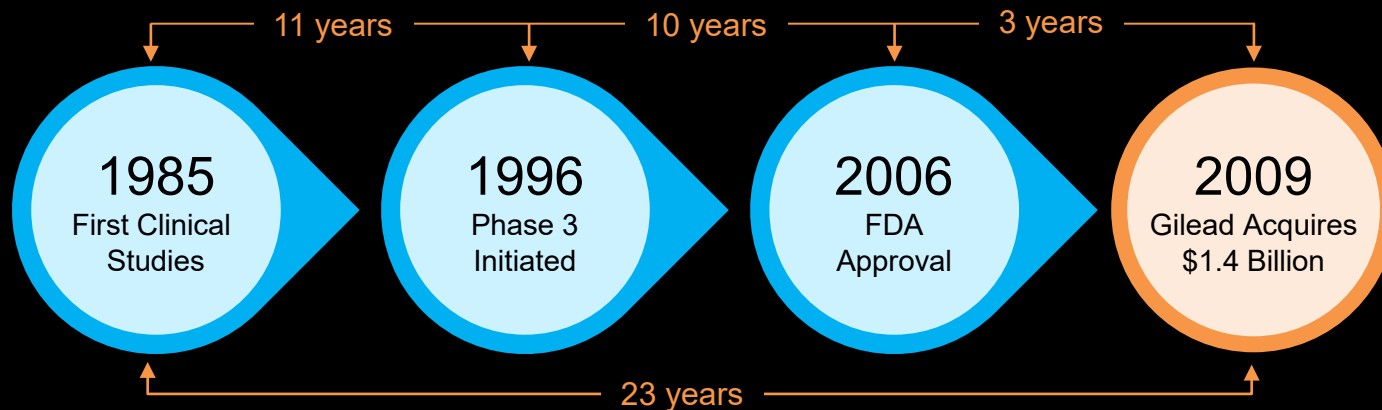 11 years
10 years
3 years
1985
First Clinical
Studies
1996
Phase 3
Initiated
2006
FDA
Approval
2009
Gilead Acquires
$1.4 Billion
23 years